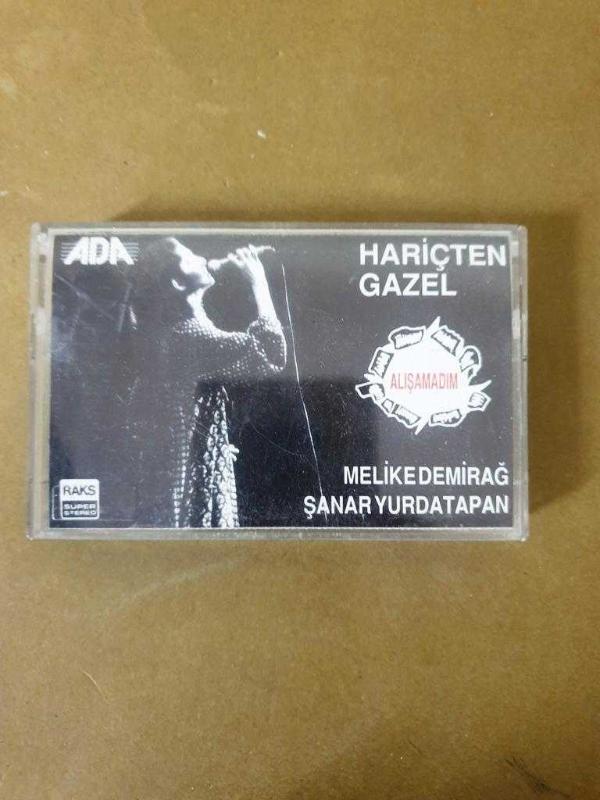 ADA
HARİÇTEN
GAZEL
ALIŞAMADIM
MELİKE DEMİRAĞ
ŞANAR YURDATAPAN
RAKS
SUPER
STEREO